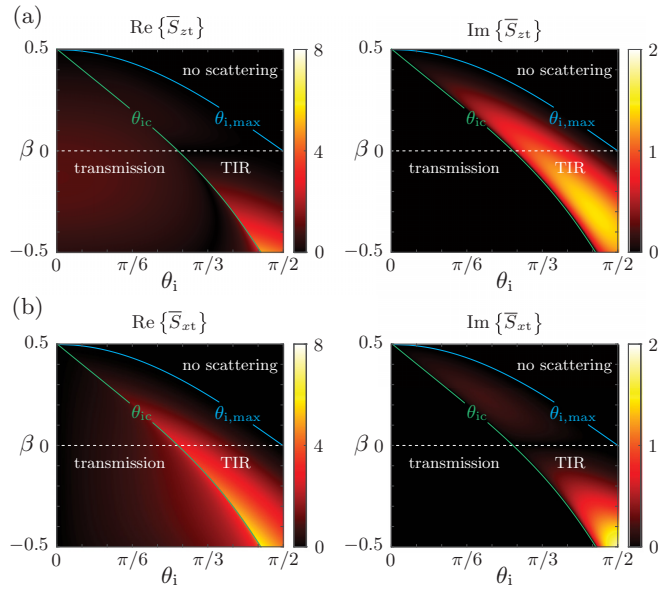 (a)
Re {S̅zt}
Im {S̅zt}
0.5
8
2
no scattering
no scattering
θic
θi,max
θic
θi,max
β 0
4
β 0
1
transmission
TIR
transmission
TIR
−0.5
0
−0.5
0
0
π/6
π/3
π/2
0
π/6
π/3
π/2
θi
θi
(b)
Re {S̅xt}
Im {S̅xt}
0.5
8
0.5
2
no scattering
no scattering
θic
θi,max
θic
θi,max
β 0
4
β 0
1
transmission
TIR
transmission
TIR
−0.5
0
−0.5
0
0
π/6
π/3
π/2
0
π/6
π/3
π/2
θi
θi